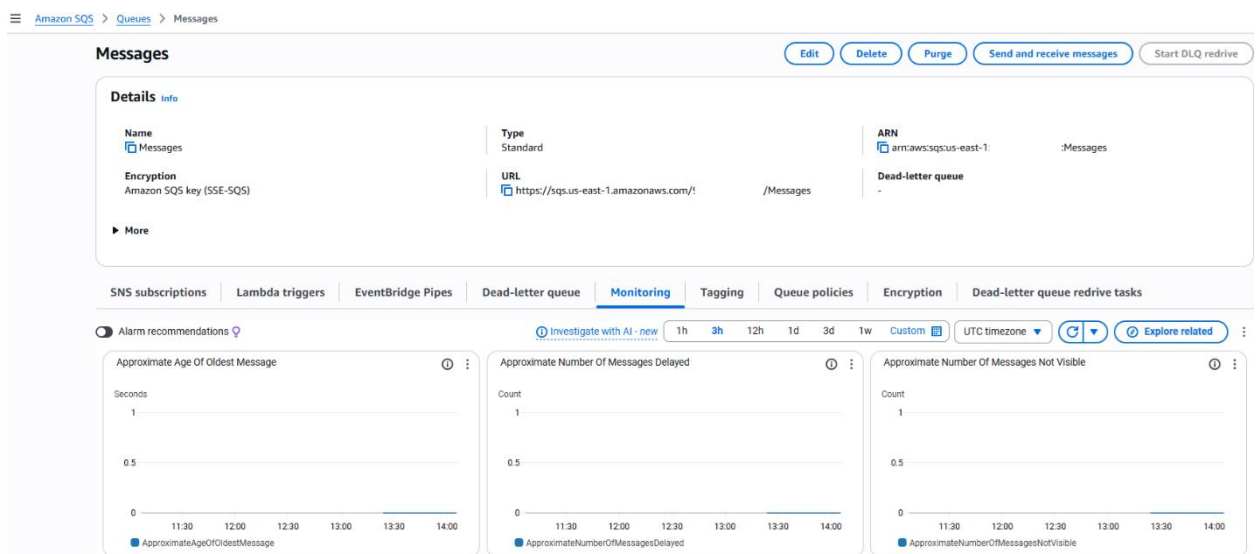 Amazon SQS > Queues > Messages
Messages
Edit Delete Purge Send and receive messages Start DLQ redrive
Details Info
Name
Messages
Type
Standard
ARN
arn:aws:sqs:us-east-1: :Messages
Encryption
Amazon SQS key (SSE-SQS)
URL
https://sqs.us-east-1.amazonaws.com/ /Messages
Dead-letter queue
-
More
SNS subscriptions Lambda triggers EventBridge Pipes Dead-letter queue Monitoring Tagging Queue policies Encryption Dead-letter queue redrive tasks
Alarm recommendations Investigate with AI - new 1h 3h 12h 1d 3d 1w Custom UTC timezone Explore related
Approximate Age Of Oldest Message
Seconds
1
0.5
0
11:30 12:00 12:30 13:00 13:30 14:00
ApproximateAgeOfOldestMessage
Approximate Number Of Messages Delayed
Count
1
0.5
0
11:30 12:00 12:30 13:00 13:30 14:00
ApproximateNumberOfMessagesDelayed
Approximate Number Of Messages Not Visible
Count
1
0.5
0
11:30 12:00 12:30 13:00 13:30 14:00
ApproximateNumberOfMessagesNotVisible